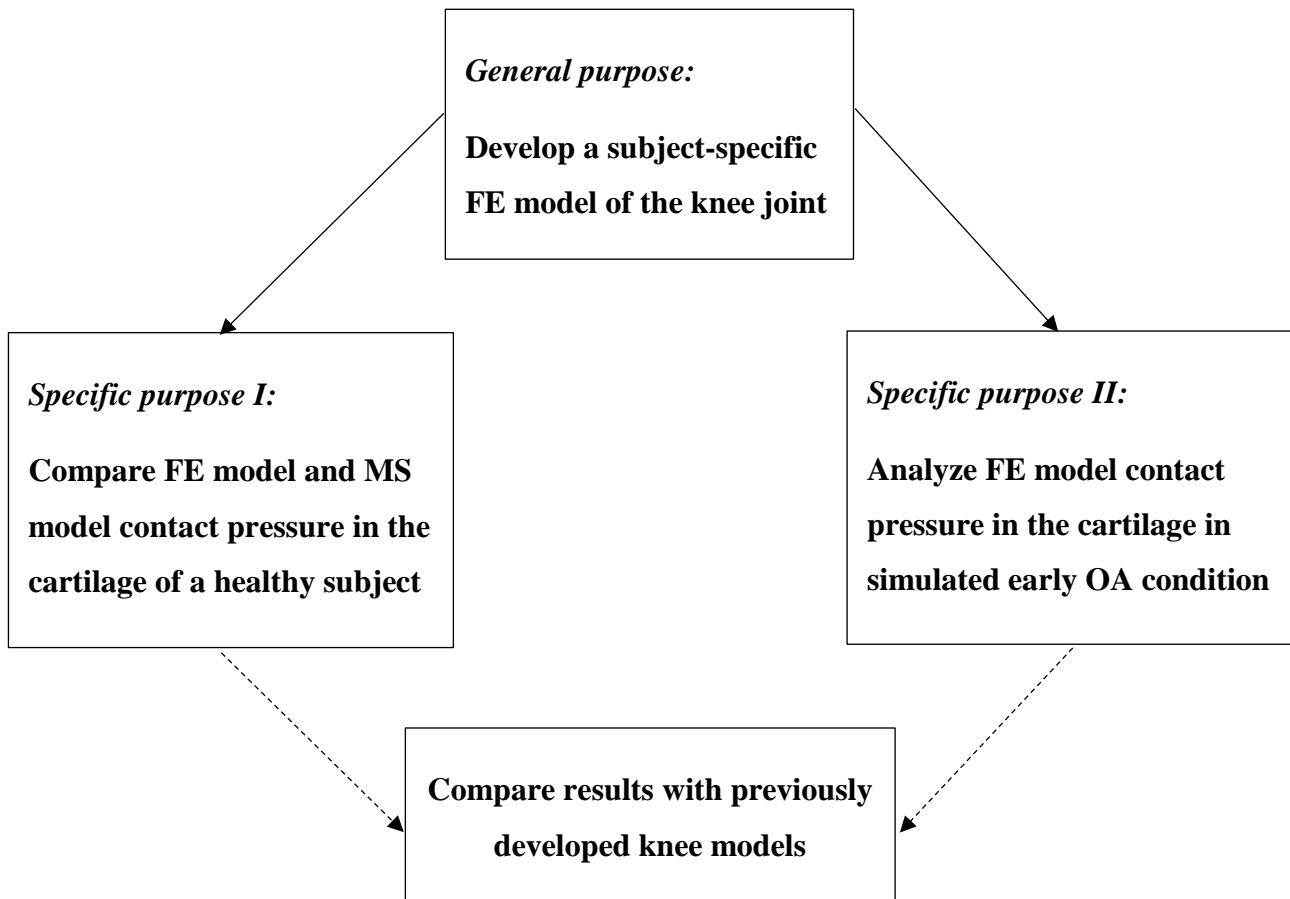 General purpose:
Develop a subject-specific
FE model of the knee joint
Specific purpose I:
Compare FE model and MS
model contact pressure in the
cartilage of a healthy subject
Specific purpose II:
Analyze FE model contact
pressure in the cartilage in
simulated early OA condition
Compare results with previously
developed knee models